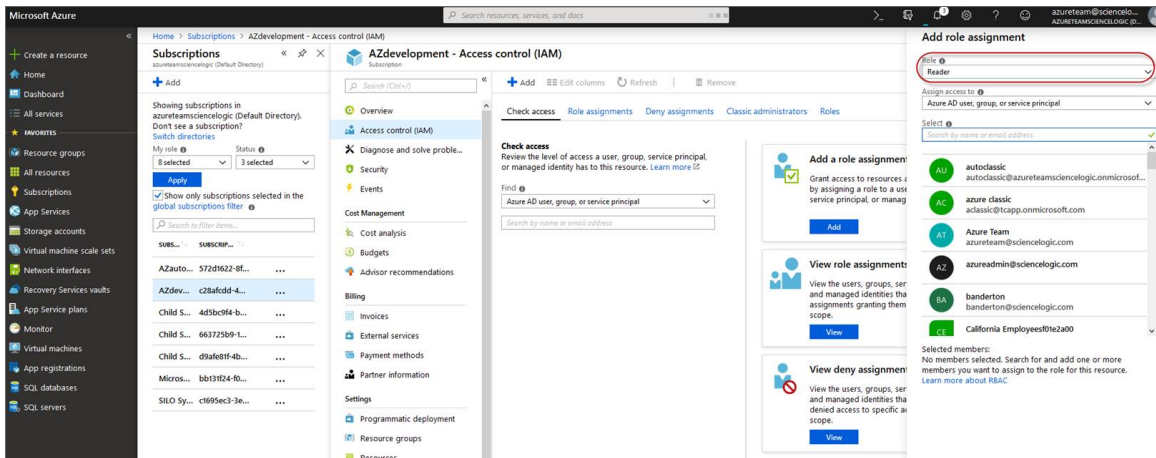 Microsoft Azure
Search resources, services, and docs
3
azureteam@sciencelo...
AZURETEAMSCIENCELOGIC (D...
Create a resource
Home
Dashboard
All services
FAVORITES
Resource groups
All resources
Subscriptions
App Services
Storage accounts
Virtual machine scale sets
Network interfaces
Recovery Services vaults
App Service plans
Monitor
Virtual machines
App registrations
SQL databases
SQL servers
Home > Subscriptions > AZdevelopment - Access control (IAM)
Subscriptions
azureteamsciencelogic (Default Directory)
Add
Showing subscriptions in
azureteamsciencelogic (Default Directory).
Don't see a subscription?
Switch directories
My role Status
8 selected 3 selected
Apply
Show only subscriptions selected in the
global subscriptions filter
Search to filter items...
SUBS... SUBSCRIP...
AZauto... 572d1622-8f... ...
AZdev... c28afcdd-4... ...
Child S... 4d5bc9f4-b... ...
Child S... 663725b9-1... ...
Child S... d9afe81f-4b... ...
Micros... bb13ff24-f0... ...
SILO Sy... c1695ec3-3e... ...
AZdevelopment - Access control (IAM)
Subscription
Search (Ctrl+/)
Overview
Access control (IAM)
Diagnose and solve proble...
Security
Events
Cost Management
Cost analysis
Budgets
Advisor recommendations
Billing
Invoices
External services
Payment methods
Partner information
Settings
Programmatic deployment
Resource groups
Resources
Add Edit columns Refresh Remove
Check access Role assignments Deny assignments Classic administrators Roles
Check access
Review the level of access a user, group, service principal,
or managed identity has to this resource. Learn more
Find
Azure AD user, group, or service principal
Search by name or email address
Add a role assignment
Grant access to resources a
by assigning a role to a use
service principal, or manag
Add
View role assignments
View the users, groups, ser
and managed identities tha
assignments granting them
scope.
View
View deny assignment
View the users, groups, ser
and managed identities tha
denied access to specific ac
scope.
View
Add role assignment
Role
Reader
Assign access to
Azure AD user, group, or service principal
Select
Search by name or email address
AU autoclassic
autoclassic@azureteamsciencelogic.onmicrosof...
AC azure classic
aclassic@tcapp.onmicrosoft.com
AT Azure Team
azureteam@sciencelogic.com
AZ azureadmin@sciencelogic.com
BA banderton
banderton@sciencelogic.com
CE California Employeesf01e2a00
Selected members:
No members selected. Search for and add one or more
members you want to assign to the role for this resource.
Learn more about RBAC